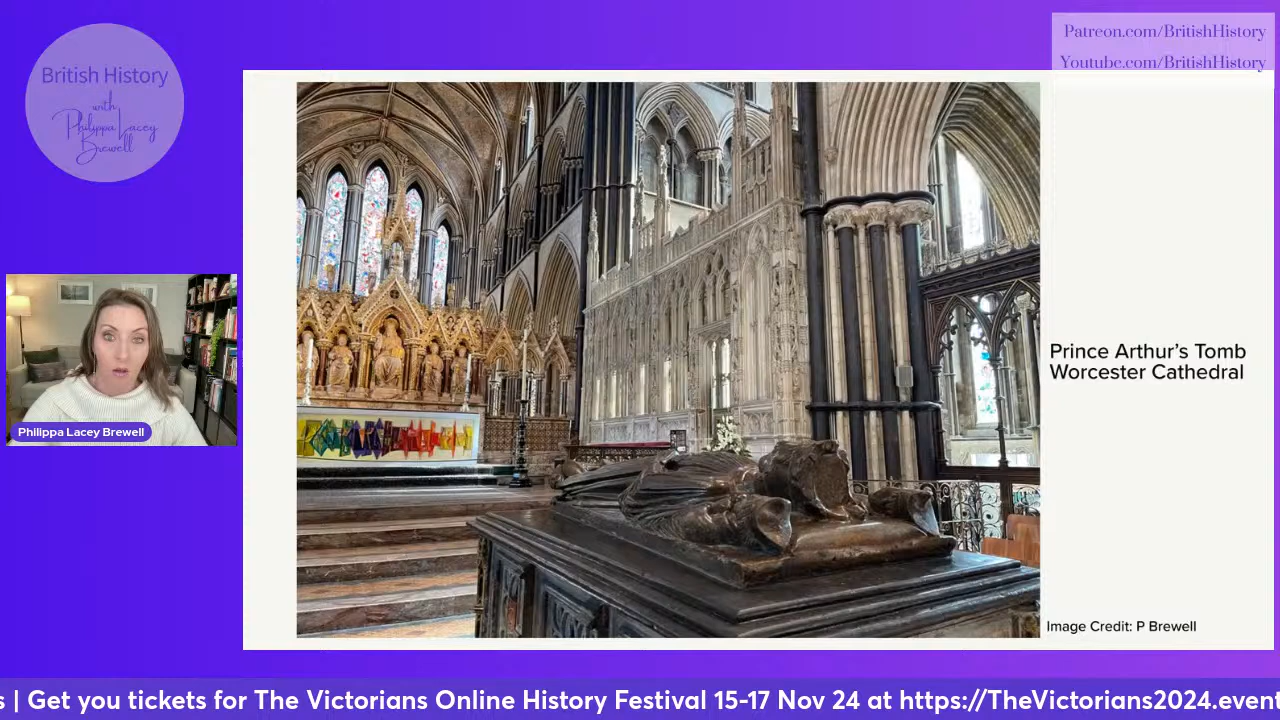 British History
with
Philippa Lacey
Brewell
Patreon.com/BritishHistory
Youtube.com/BritishHistory
Philippa Lacey Brewell
Prince Arthur's Tomb
Worcester Cathedral
Image Credit: P Brewell
s | Get you tickets for The Victorians Online History Festival 15-17 Nov 24 at https://TheVictorians2024.event